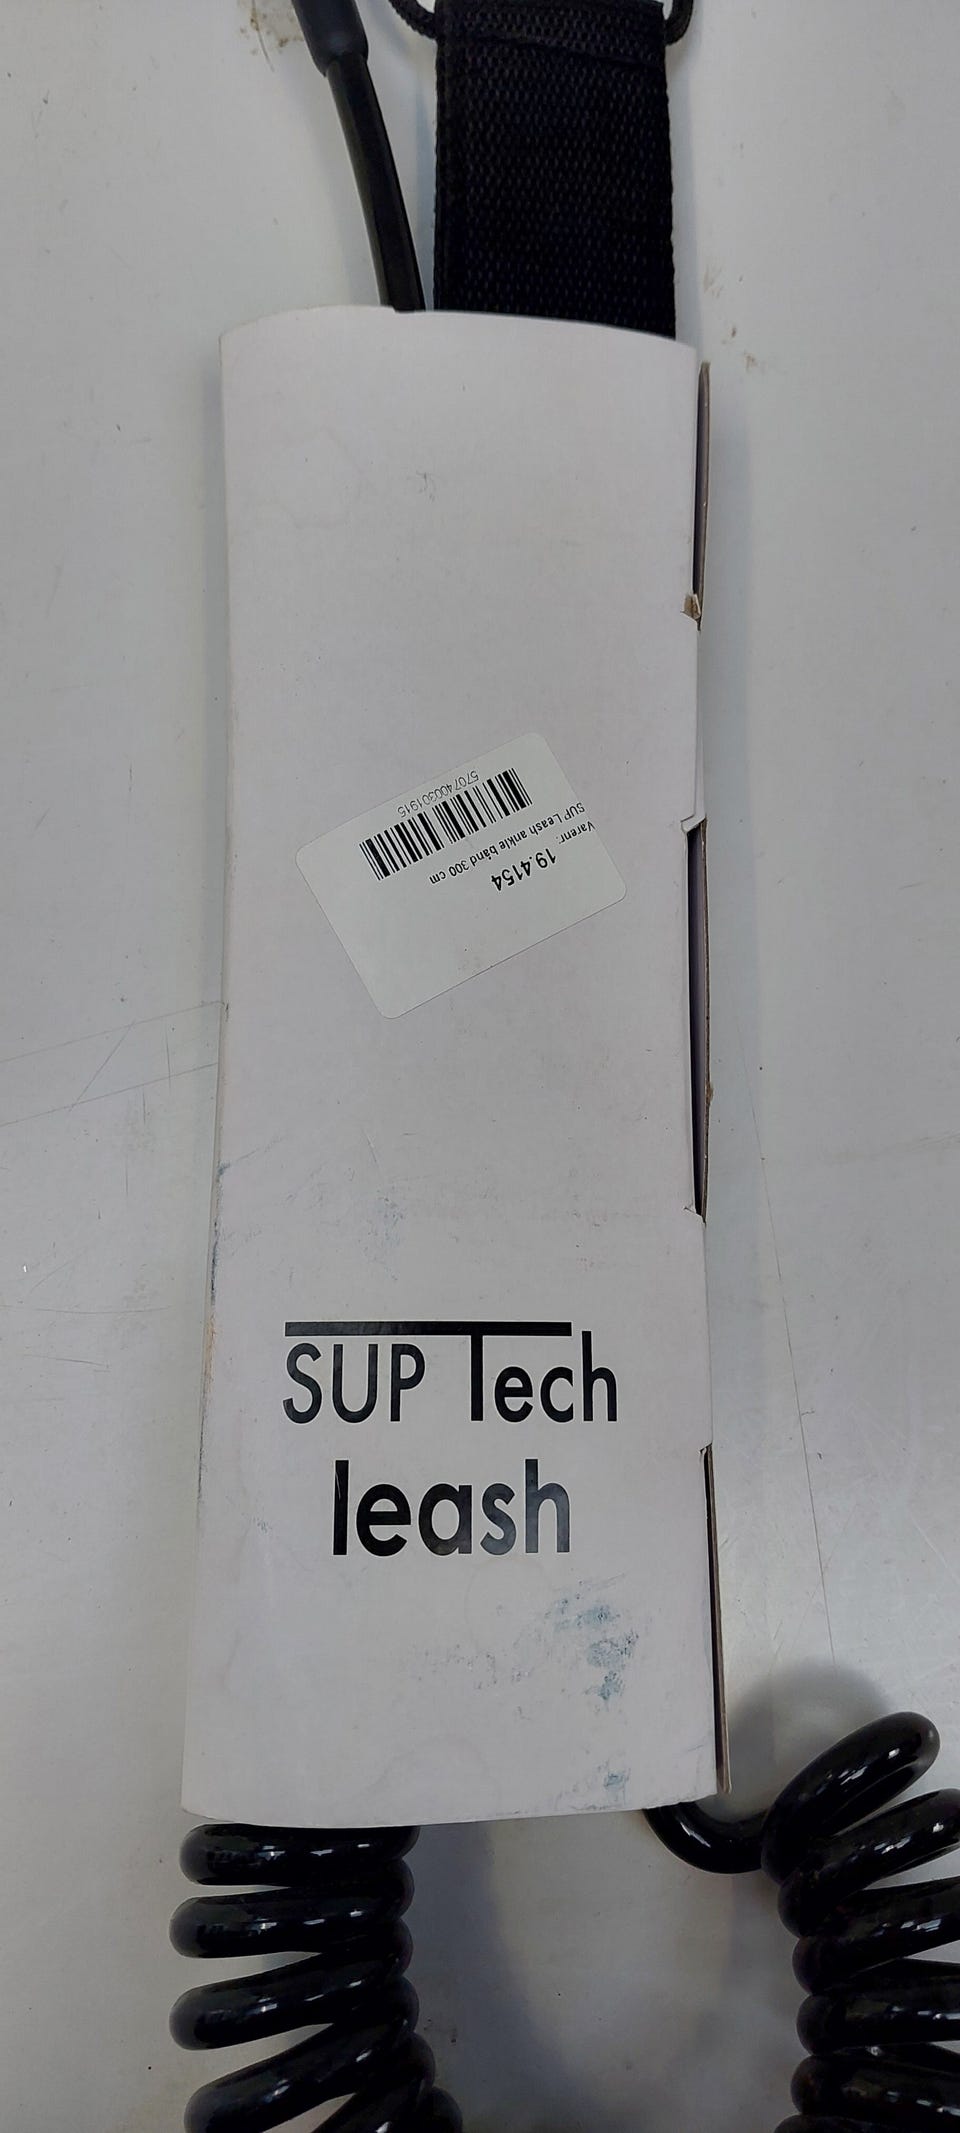 Varenr: 19.4154
SUP Leash ankle bånd 300 cm
5707400301915
SUP Tech
leash